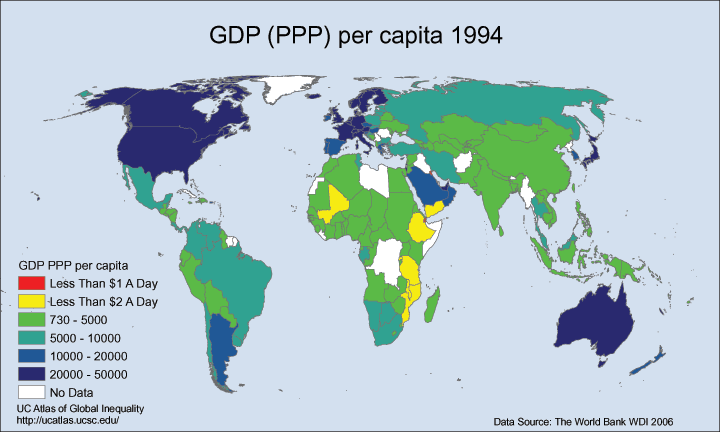 GDP (PPP) per capita 1994
GDP PPP per capita
Less Than $1 A Day
Less Than $2 A Day
730 - 5000
5000 - 10000
10000 - 20000
20000 - 50000
No Data
UC Atlas of Global Inequality
http://ucatlas.ucsc.edu/
Data Source: The World Bank WDI 2006